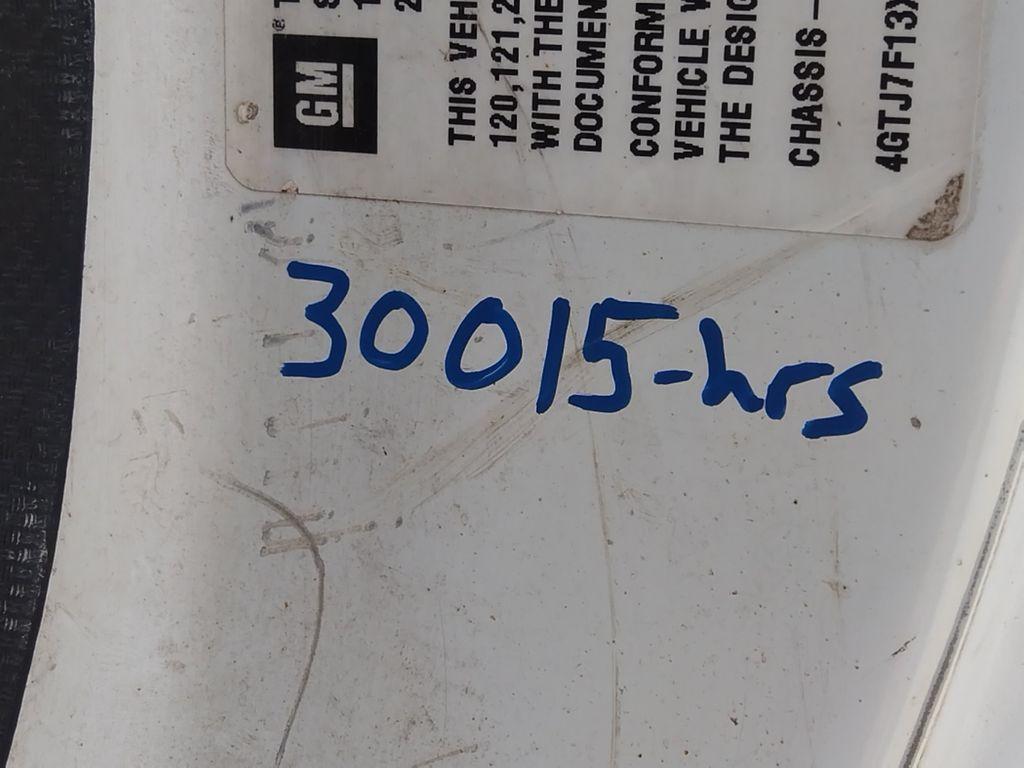 GM
THIS VEH
120,121,2
WITH THE
DOCUMEN
CONFORM
VEHICLE
THE DESIG
CHASSIS –
4GTJ7F13
30015-hrs